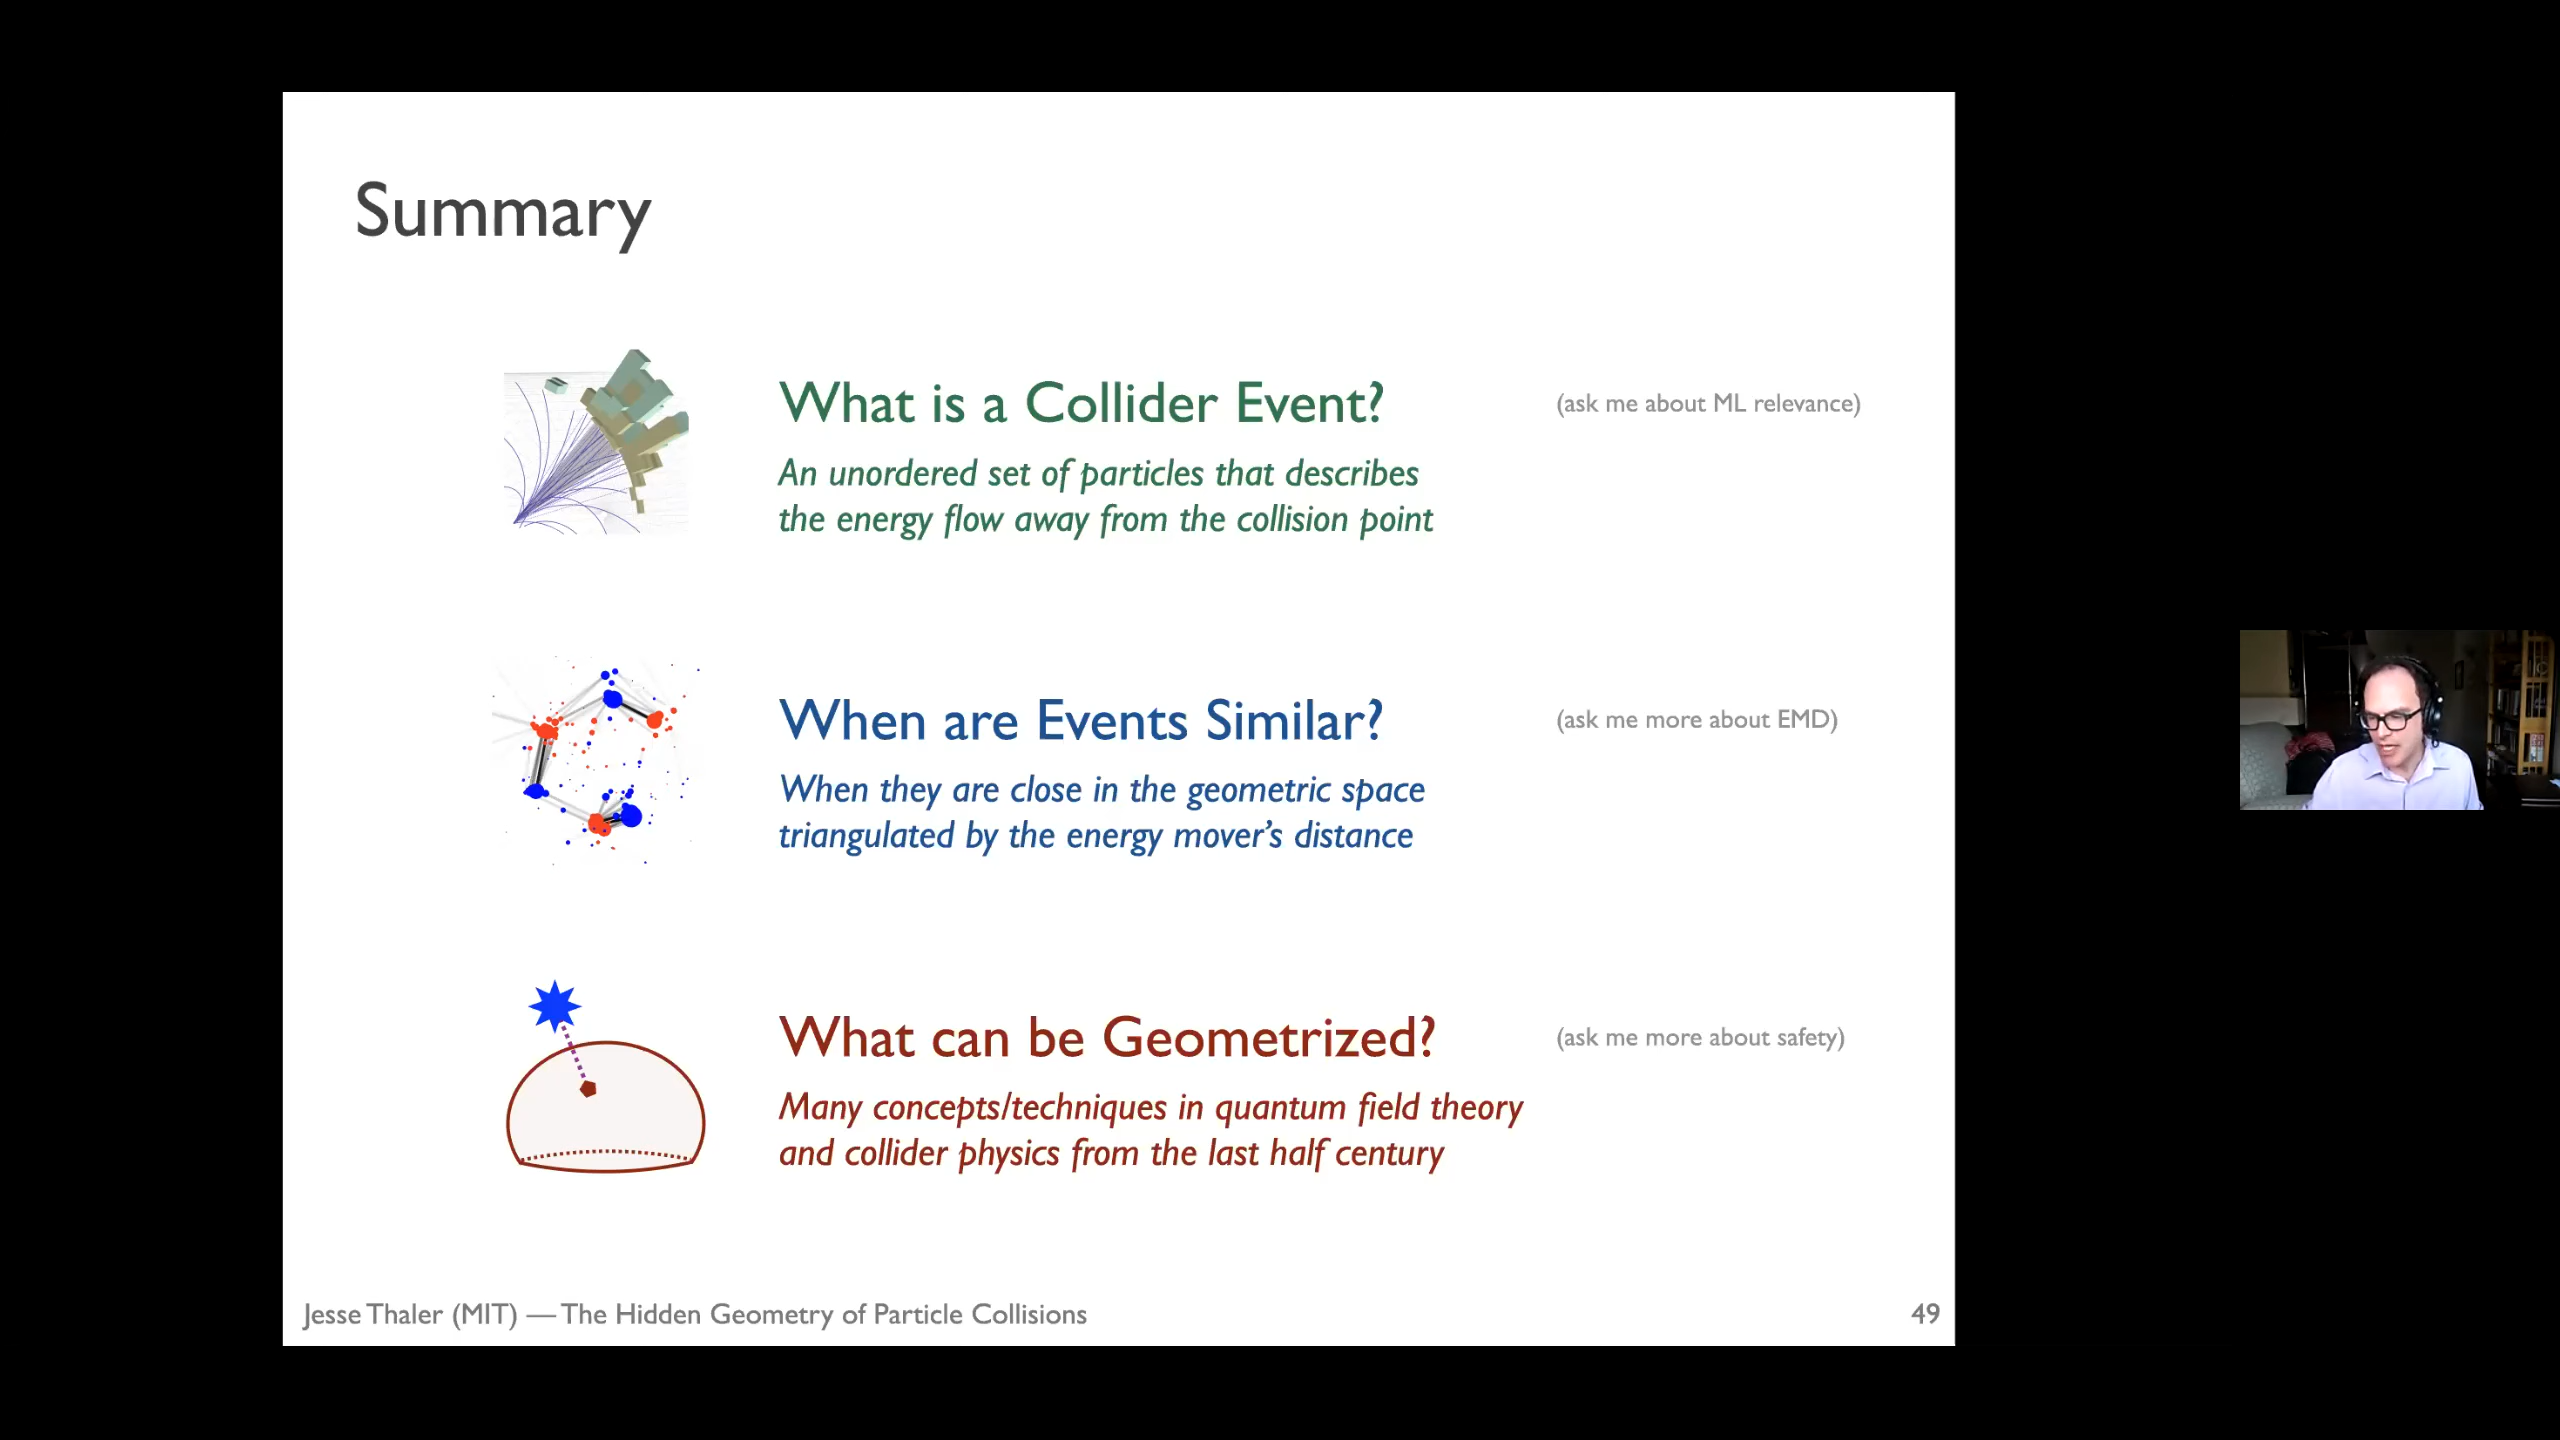 Summary
What is a Collider Event?
(ask me about ML relevance)
An unordered set of particles that describes
the energy flow away from the collision point
When are Events Similar?
(ask me more about EMD)
When they are close in the geometric space
triangulated by the energy mover's distance
What can be Geometrized?
(ask me more about safety)
Many concepts/techniques in quantum field theory
and collider physics from the last half century
Jesse Thaler (MIT) — The Hidden Geometry of Particle Collisions
49